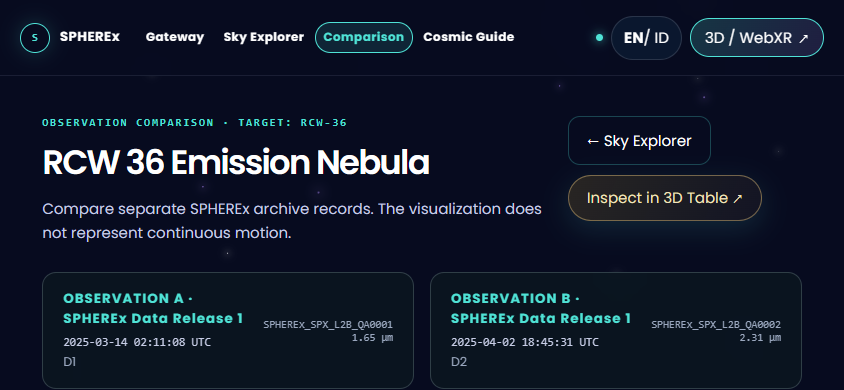 S SPHEREx Gateway Sky Explorer Comparison Cosmic Guide EN/ ID 3D / WebXR ↗
OBSERVATION COMPARISON · TARGET: RCW-36
RCW 36 Emission Nebula
Compare separate SPHEREx archive records. The visualization does
not represent continuous motion.
← Sky Explorer
Inspect in 3D Table ↗
OBSERVATION A ·
SPHEREx Data Release 1
2025-03-14 02:11:08 UTC
D1
SPHEREx_SPX_L2B_QA0001
1.65 µm
OBSERVATION B ·
SPHEREx Data Release 1
2025-04-02 18:45:31 UTC
D2
SPHEREx_SPX_L2B_QA0002
2.31 µm